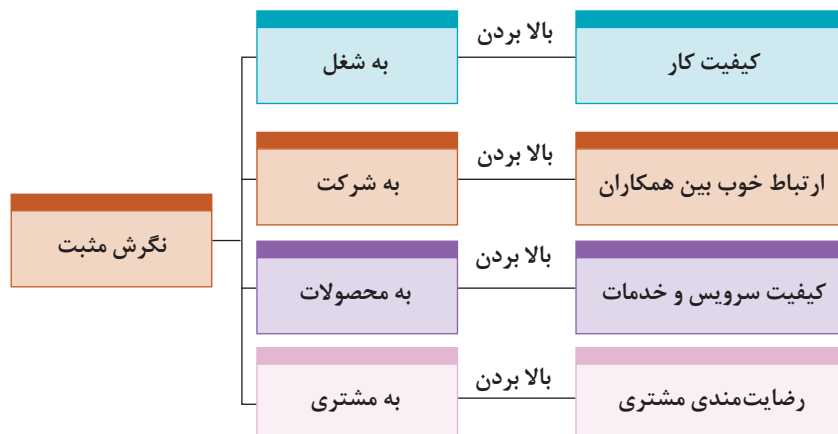 نگرش مثبت
به شغل
بالا بردن
کیفیت کار
به شرکت
بالا بردن
ارتباط خوب بین همکاران
به محصولات
بالا بردن
کیفیت سرویس و خدمات
به مشتری
بالا بردن
رضایت‌مندی مشتری